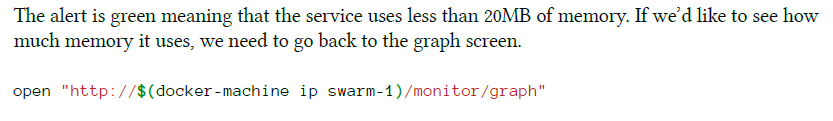 The alert is green meaning that the service uses less than 20MB of memory. If we’d like to see how
much memory it uses, we need to go back to the graph screen.
open "http://$(docker-machine ip swarm-1)/monitor/graph"